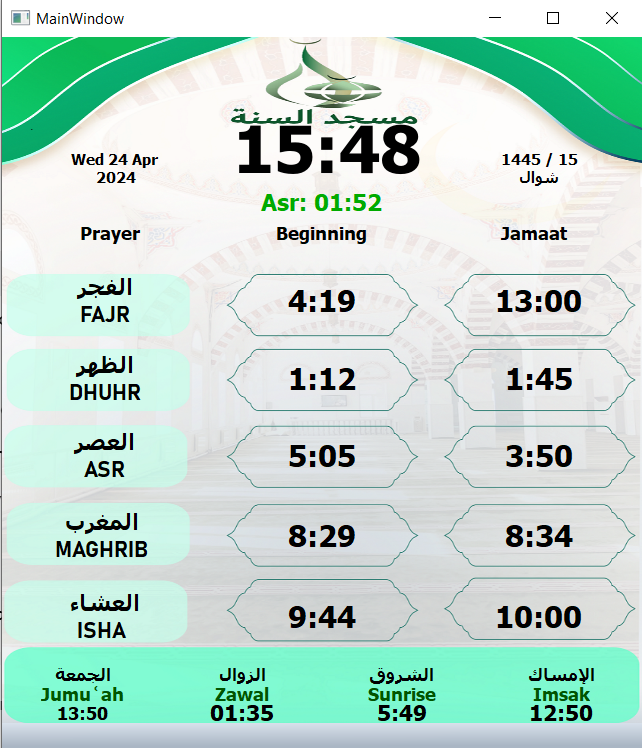 MainWindow
مسجد السنة
15:48
Wed 24 Apr
2024
1445 / 15
شوال
Asr: 01:52
Prayer Beginning Jamaat
الفجر
FAJR 4:19 13:00
الظهر
DHUHR 1:12 1:45
العصر
ASR 5:05 3:50
المغرب
MAGHRIB 8:29 8:34
العشاء
ISHA 9:44 10:00
الجمعة الزوال الشروق الإمساك
Jumuʿah Zawal Sunrise Imsak
13:50 01:35 5:49 12:50